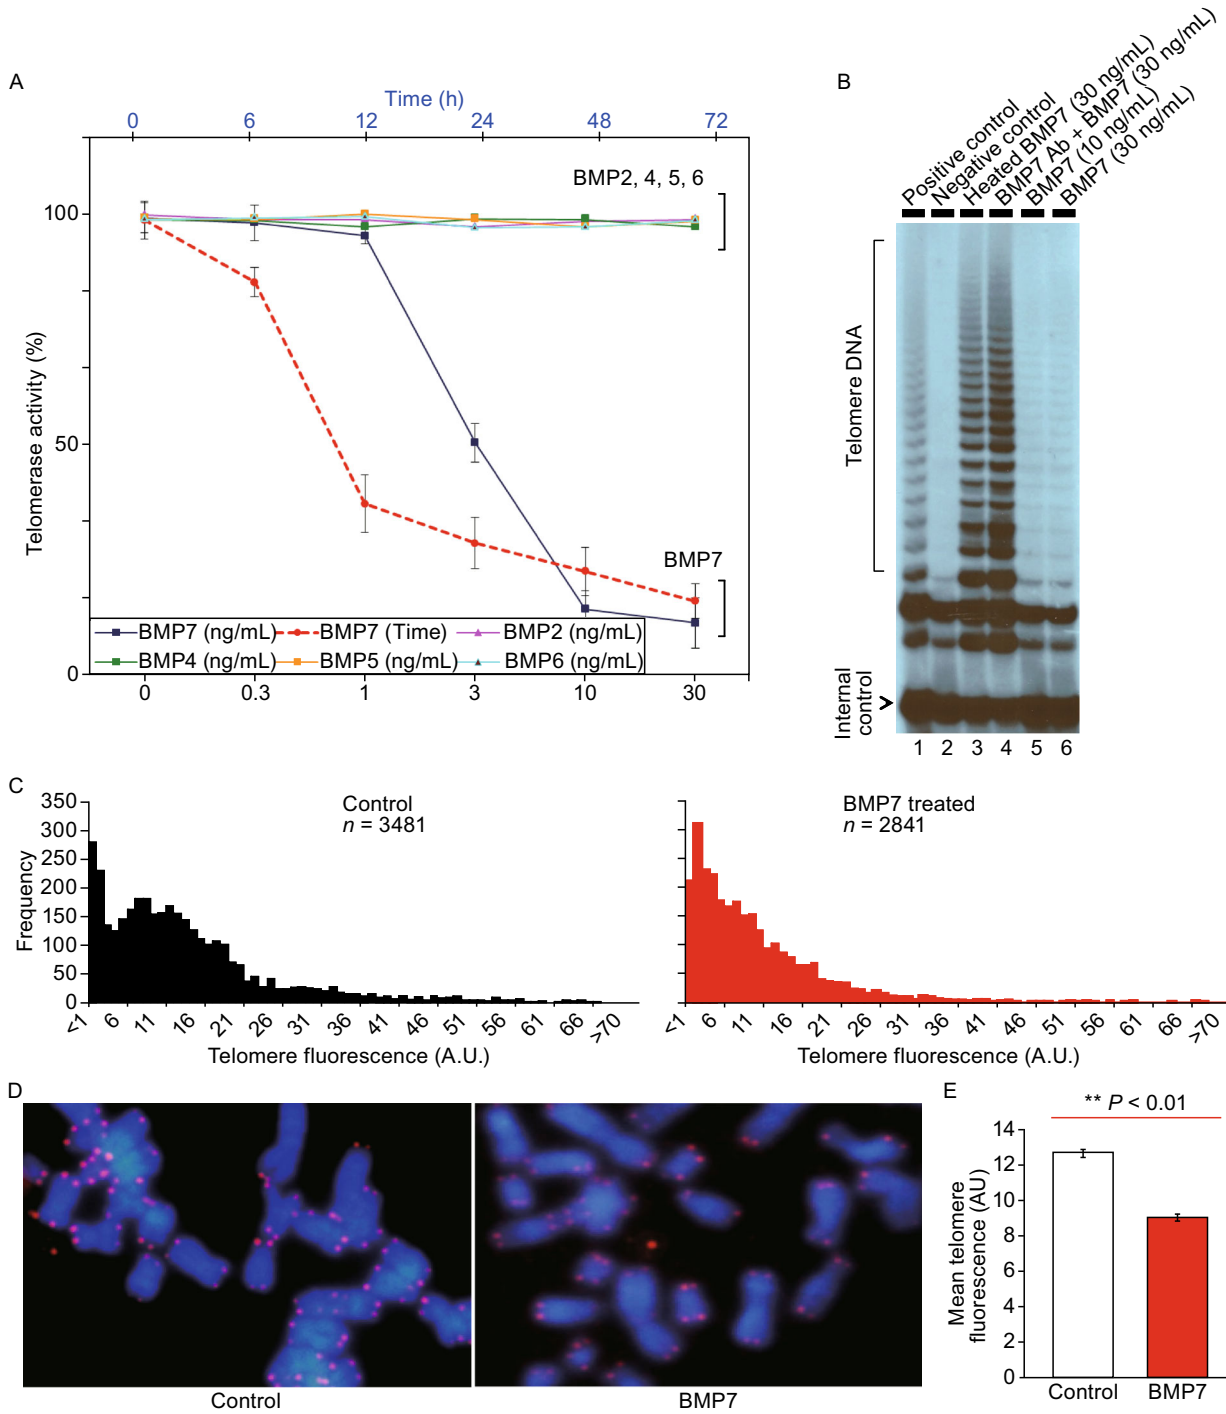 A
Time (h)
0 6 12 24 48 72
BMP2, 4, 5, 6
100
50
0
Telomerase activity (%)
BMP7
BMP7 (ng/mL) BMP7 (Time) BMP2 (ng/mL)
BMP4 (ng/mL) BMP5 (ng/mL) BMP6 (ng/mL)
0 0.3 1 3 10 30
B
Positive control
Negative control
Heated BMP7 (30 ng/mL)
BMP7 Ab + BMP7 (30 ng/mL)
BMP7 (10 ng/mL)
BMP7 (30 ng/mL)
Telomere DNA
Internal
control
1 2 3 4 5 6
C
Control
n = 3481
350
300
250
200
150
100
50
0
Frequency
<1 6 11 16 21 26 31 36 41 46 51 56 61 66 >70
Telomere fluorescence (A.U.)
BMP7 treated
n = 2841
<1 6 11 16 21 26 31 36 41 46 51 56 61 66 >70
Telomere fluorescence (A.U.)
D
Control
BMP7
E
** P < 0.01
14
12
10
8
6
4
2
0
Mean telomere
fluorescence (AU)
Control BMP7